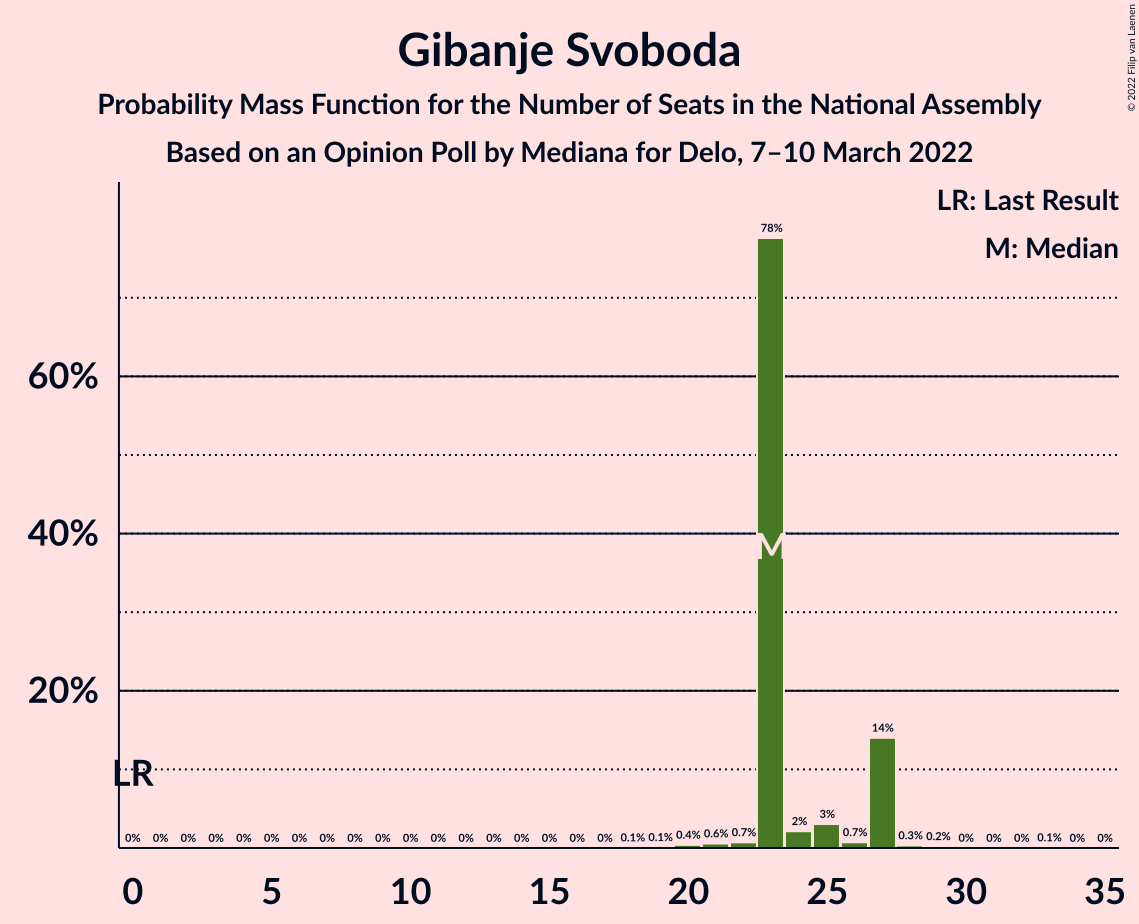 Gibanje Svoboda
Probability Mass Function for the Number of Seats in the National Assembly
Based on an Opinion Poll by Mediana for Delo, 7–10 March 2022
© 2022 Filip van Laenen
LR: Last Result
M: Median
78%
60%
40%
M
20%
14%
LR
0% 0% 0% 0% 0% 0% 0% 0% 0% 0% 0% 0% 0% 0% 0% 0% 0% 0% 0.1% 0.1% 0.4% 0.6% 0.7% 2% 3% 0.7% 0.3% 0.2% 0% 0% 0% 0.1% 0% 0%
0 5 10 15 20 25 30 35